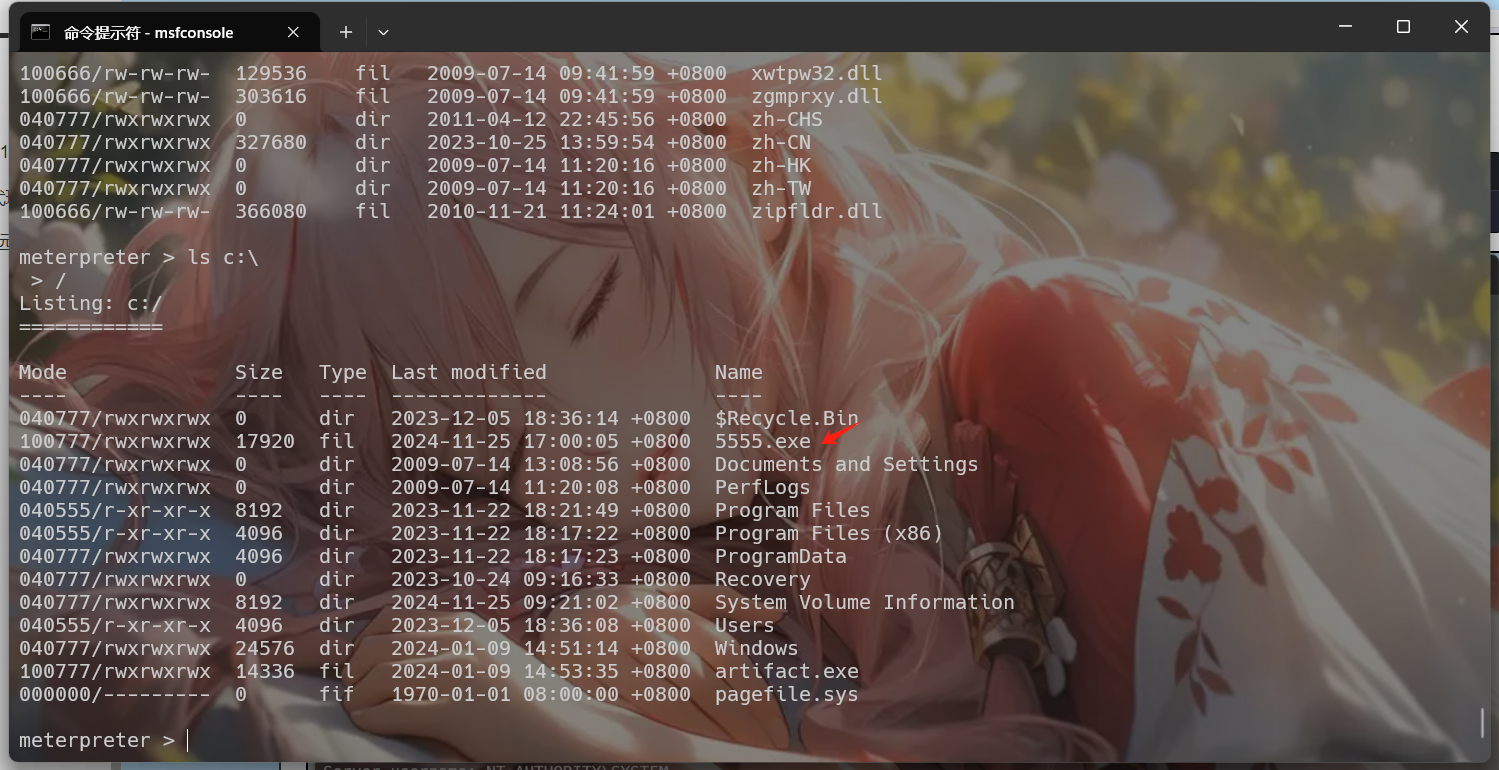 命令提示符 - msfconsole
100666/rw-rw-rw-  129536    fil   2009-07-14 09:41:59 +0800  xwtpw32.dll
100666/rw-rw-rw-  303616    fil   2009-07-14 09:41:59 +0800  zgmprxy.dll
040777/rwxrwxrwx  0         dir   2011-04-12 22:45:56 +0800  zh-CHS
040777/rwxrwxrwx  327680    dir   2023-10-25 13:59:54 +0800  zh-CN
040777/rwxrwxrwx  0         dir   2009-07-14 11:20:16 +0800  zh-HK
040777/rwxrwxrwx  0         dir   2009-07-14 11:20:16 +0800  zh-TW
100666/rw-rw-rw-  366080    fil   2010-11-21 11:24:01 +0800  zipfldr.dll
meterpreter > ls c:\
 > /
Listing: c:/
============
Mode              Size   Type  Last modified              Name
----              ----   ----  -------------              ----
040777/rwxrwxrwx  0      dir   2023-12-05 18:36:14 +0800  $Recycle.Bin
100777/rwxrwxrwx  17920  fil   2024-11-25 17:00:05 +0800  5555.exe
040777/rwxrwxrwx  0      dir   2009-07-14 13:08:56 +0800  Documents and Settings
040777/rwxrwxrwx  0      dir   2009-07-14 11:20:08 +0800  PerfLogs
040555/r-xr-xr-x  8192   dir   2023-11-22 18:21:49 +0800  Program Files
040555/r-xr-xr-x  4096   dir   2023-11-22 18:17:22 +0800  Program Files (x86)
040777/rwxrwxrwx  4096   dir   2023-11-22 18:17:23 +0800  ProgramData
040777/rwxrwxrwx  0      dir   2023-10-24 09:16:33 +0800  Recovery
040777/rwxrwxrwx  8192   dir   2024-11-25 09:21:02 +0800  System Volume Information
040555/r-xr-xr-x  4096   dir   2023-12-05 18:36:08 +0800  Users
040777/rwxrwxrwx  24576  dir   2024-01-09 14:51:14 +0800  Windows
100777/rwxrwxrwx  14336  fil   2024-01-09 14:53:35 +0800  artifact.exe
000000/---------  0      fif   1970-01-01 08:00:00 +0800  pagefile.sys
meterpreter >